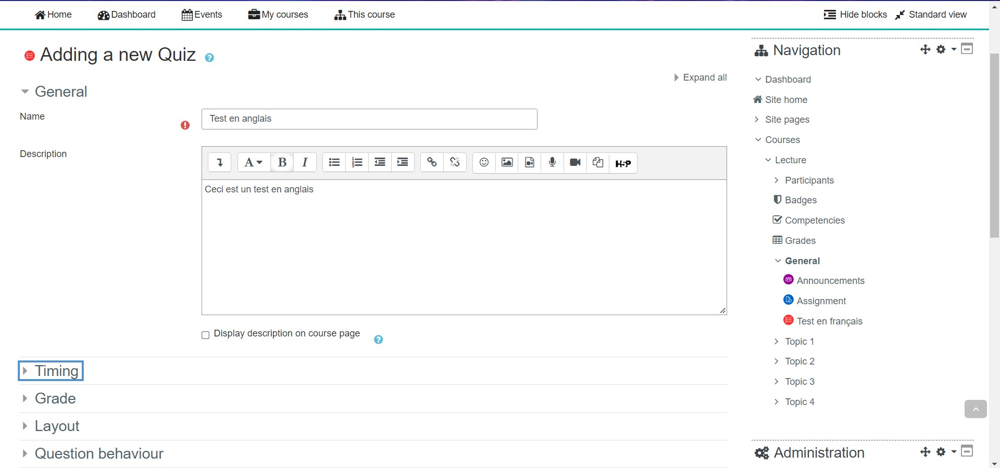 Home Dashboard Events My courses This course Hide blocks Standard view
Adding a new Quiz
Expand all
General
Name
Test en anglais
Description
A B I H5P
Ceci est un test en anglais
Display description on course page
Timing
Grade
Layout
Question behaviour
Navigation
Dashboard
Site home
Site pages
Courses
Lecture
Participants
Badges
Competencies
Grades
General
Announcements
Assignment
Test en français
Topic 1
Topic 2
Topic 3
Topic 4
Administration